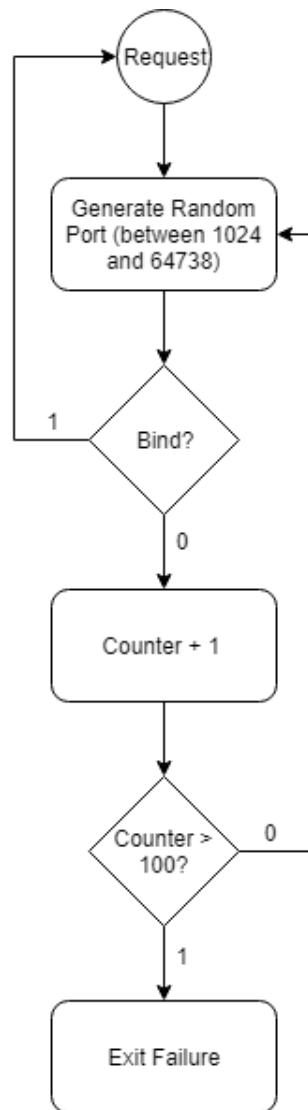 Request
Generate Random
Port (between 1024
and 64738)
1
Bind?
0
Counter + 1
Counter >
100?
0
1
Exit Failure